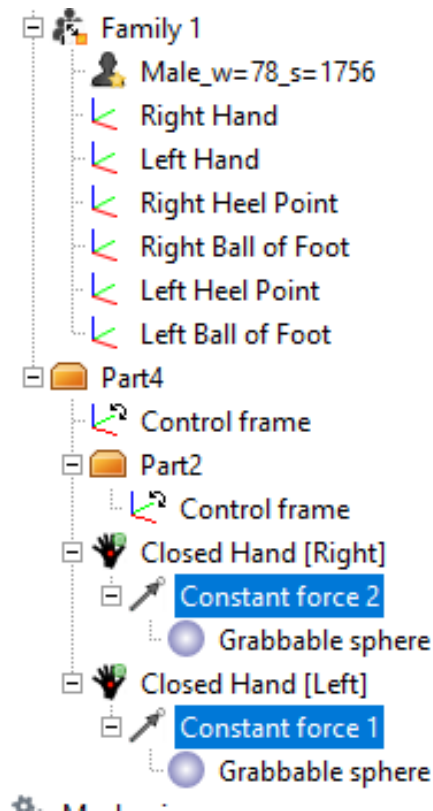 Family 1
Male_w=78_s=1756
Right Hand
Left Hand
Right Heel Point
Right Ball of Foot
Left Heel Point
Left Ball of Foot
Part4
Control frame
Part2
Control frame
Closed Hand [Right]
Constant force 2
Grabbable sphere
Closed Hand [Left]
Constant force 1
Grabbable sphere